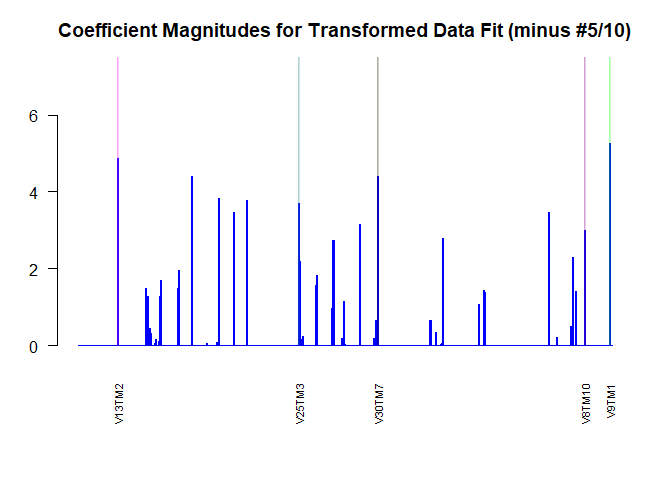 Coefficient Magnitudes for Transformed Data Fit (minus #5/10)
6
4
2
0
V13TM2
V25TM3
V30TM7
V8TM10
V9TM1